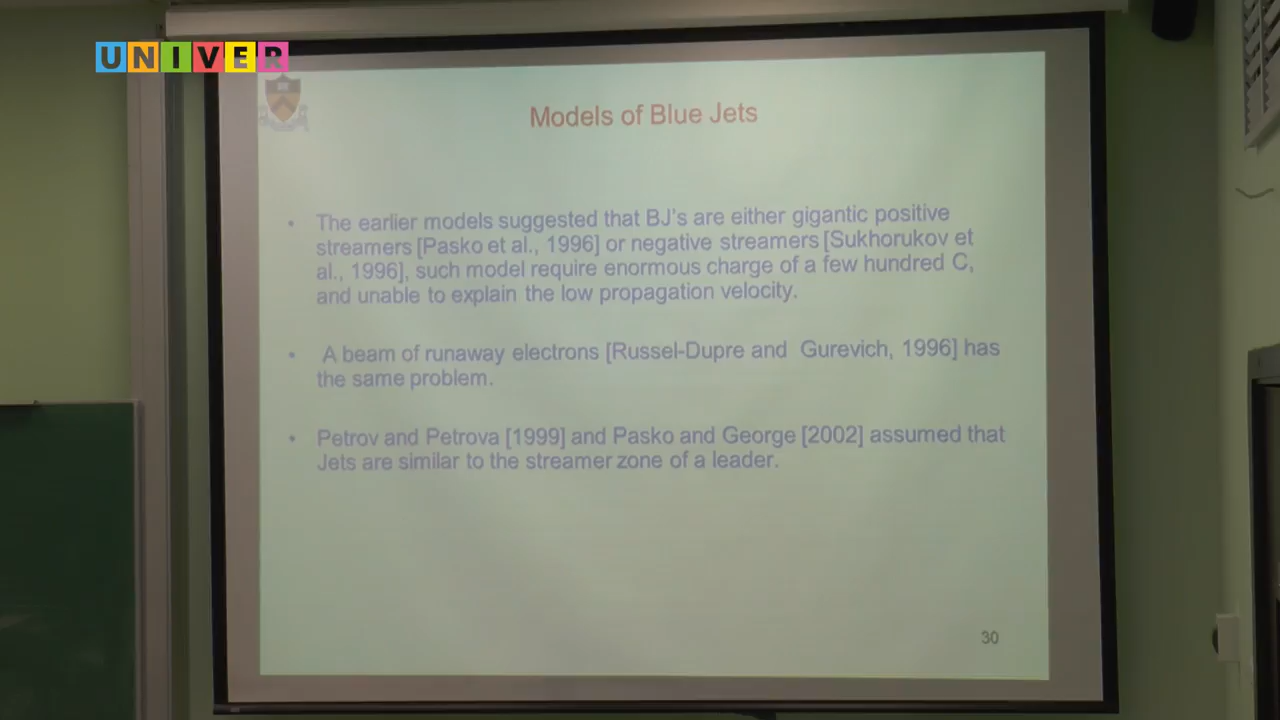 UNIVER
Models of Blue Jets
• The earlier models suggested that BJ's are either gigantic positive
streamers [Pasko et al., 1996] or negative streamers [Sukhorukov et
al., 1996], such model require enormous charge of a few hundred C,
and unable to explain the low propagation velocity.
• A beam of runaway electrons [Russel-Dupre and Gurevich, 1996] has
the same problem.
• Petrov and Petrova [1999] and Pasko and George [2002] assumed that
Jets are similar to the streamer zone of a leader.
30